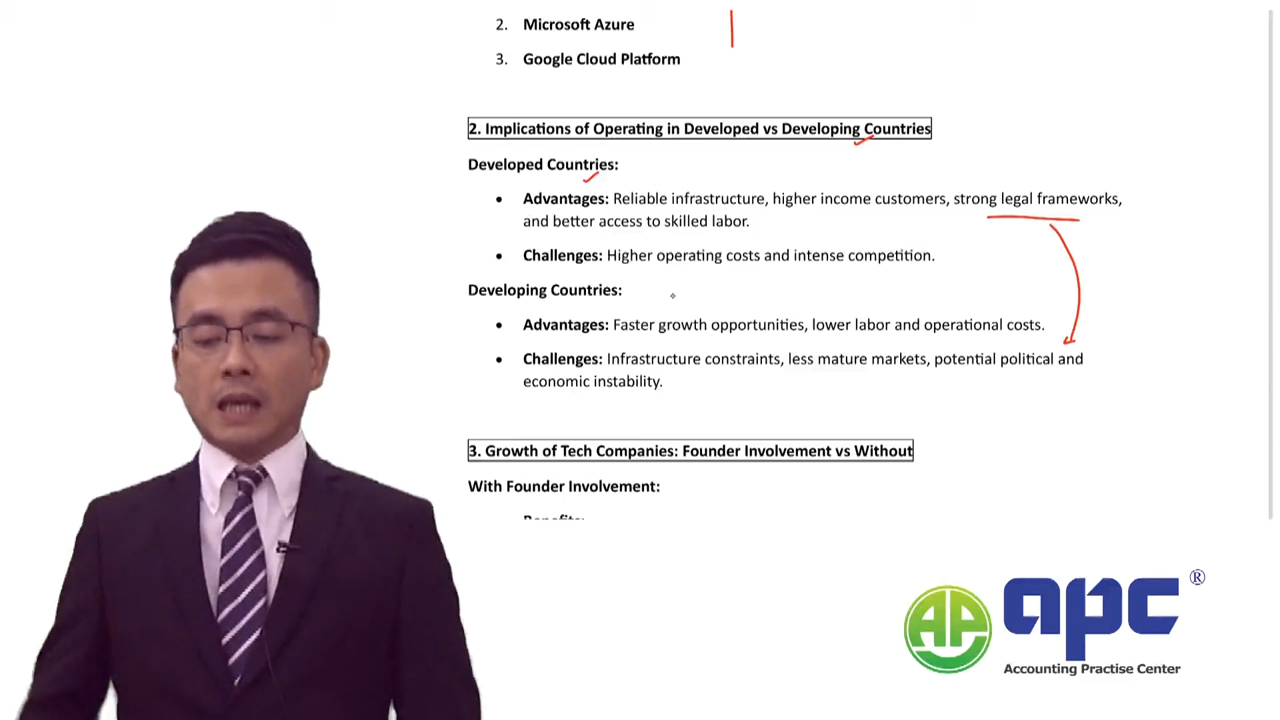 2. Microsoft Azure
3. Google Cloud Platform
2. Implications of Operating in Developed vs Developing Countries
Developed Countries:
• Advantages: Reliable infrastructure, higher income customers, strong legal frameworks,
and better access to skilled labor.
• Challenges: Higher operating costs and intense competition.
Developing Countries:
• Advantages: Faster growth opportunities, lower labor and operational costs.
• Challenges: Infrastructure constraints, less mature markets, potential political and
economic instability.
3. Growth of Tech Companies: Founder Involvement vs Without
With Founder Involvement:
Benefits:
AP
apc ®
Accounting Practise Center